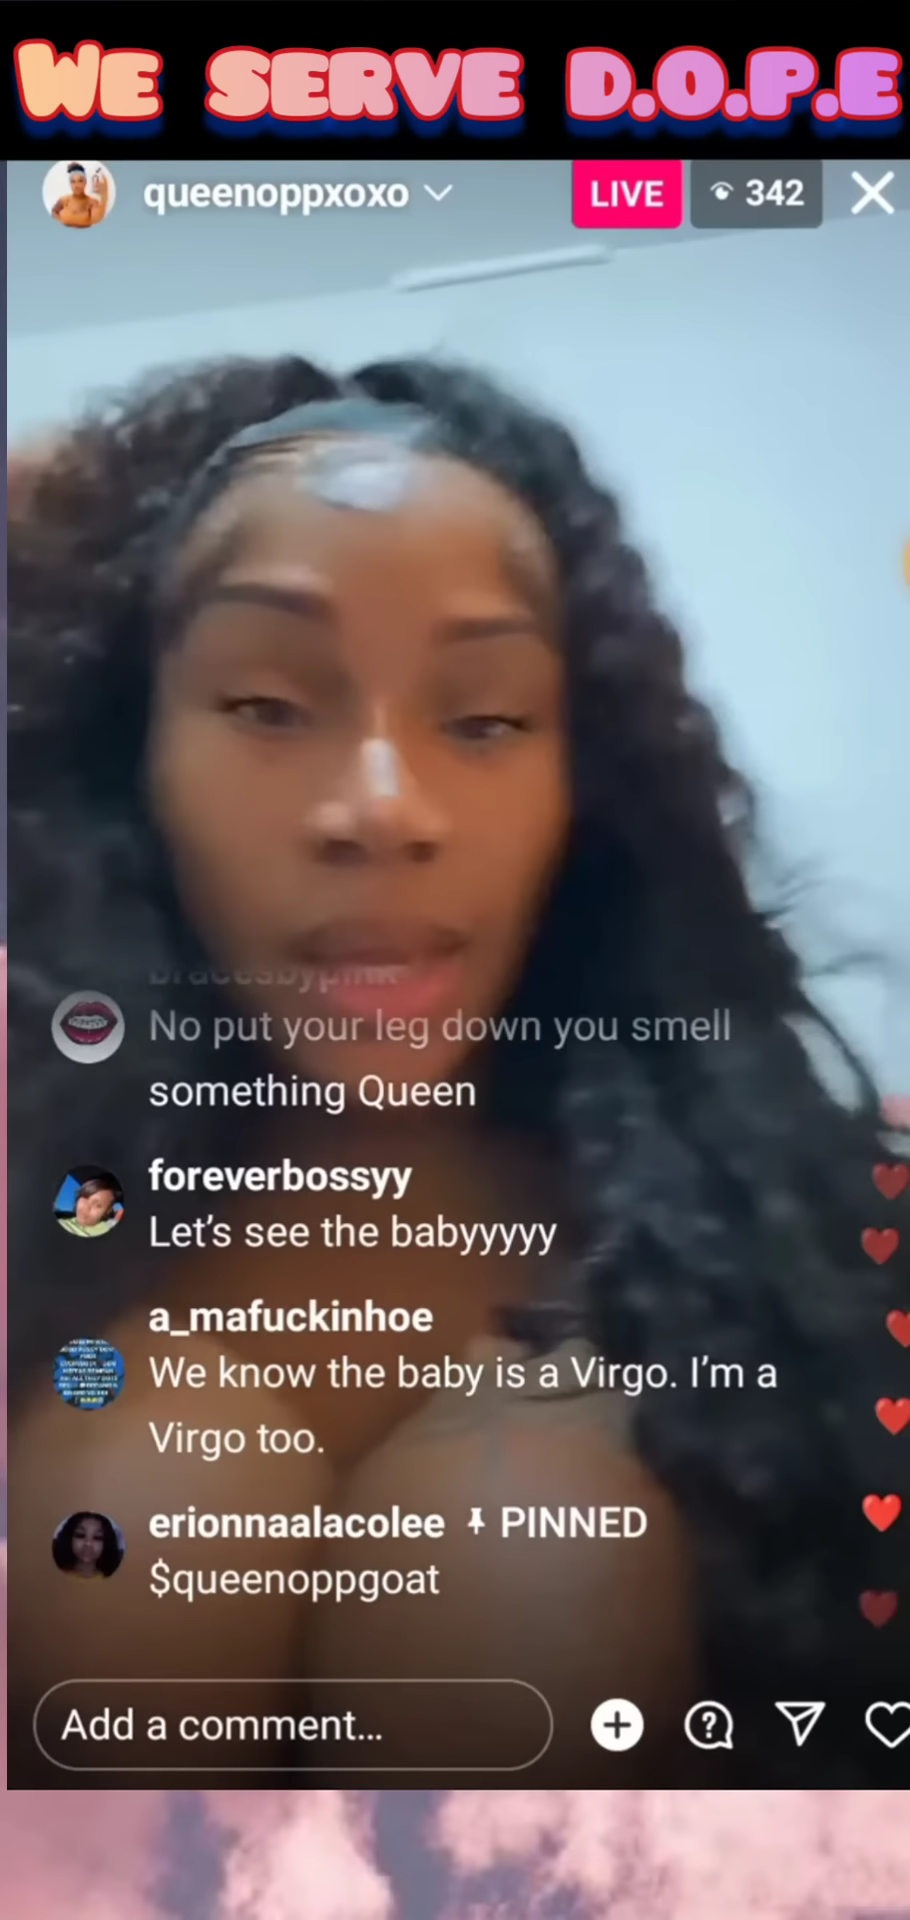 WE SERVE D.O.P.E
queenoppxoxo
LIVE 342
bracesbypink
No put your leg down you smell
something Queen
foreverbossyy
Let's see the babyyyyy
a_mafuckinhoe
We know the baby is a Virgo. I'm a
Virgo too.
erionnaalacolee PINNED
$queenoppgoat
Add a comment...